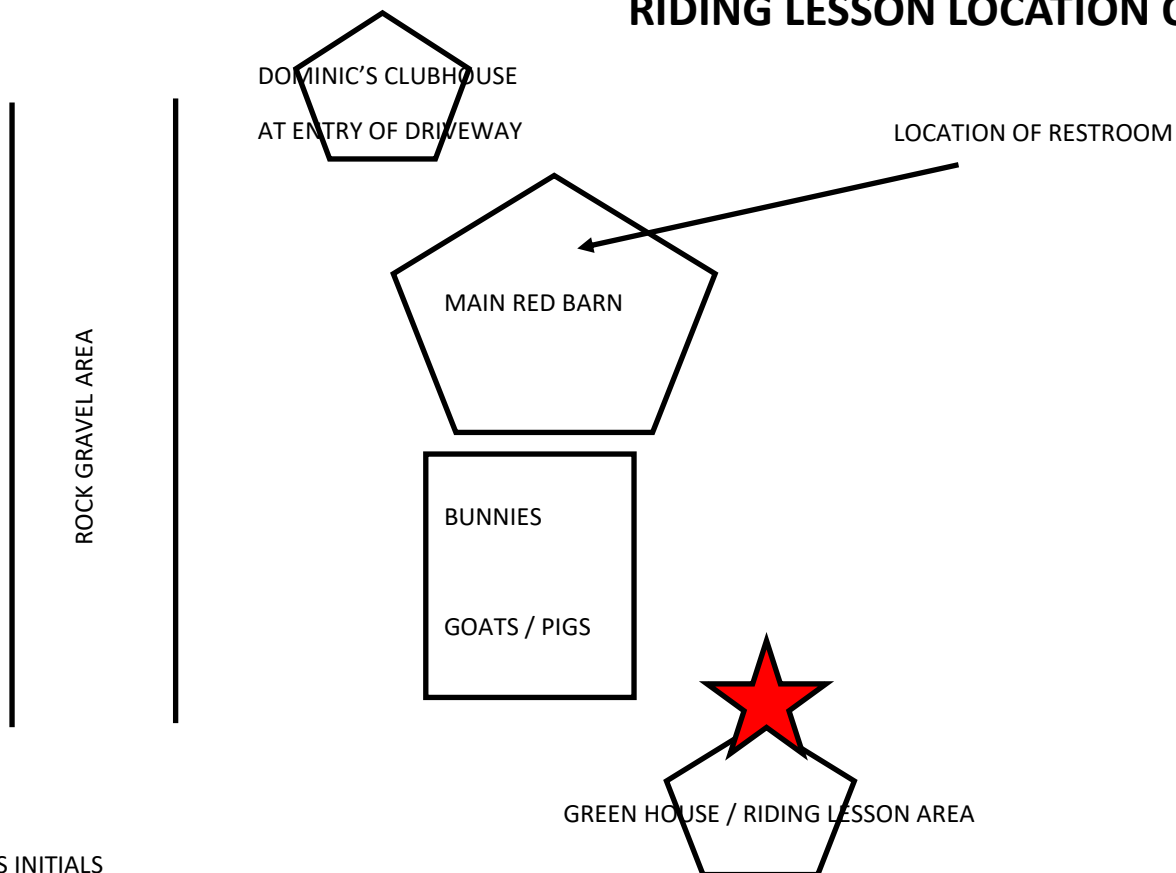 RIDING LESSON LOCATION
DOMINIC'S CLUBHOUSE
AT ENTRY OF DRIVEWAY
LOCATION OF RESTROOM
MAIN RED BARN
ROCK GRAVEL AREA
BUNNIES
GOATS / PIGS
GREEN HOUSE / RIDING LESSON AREA
INITIALS